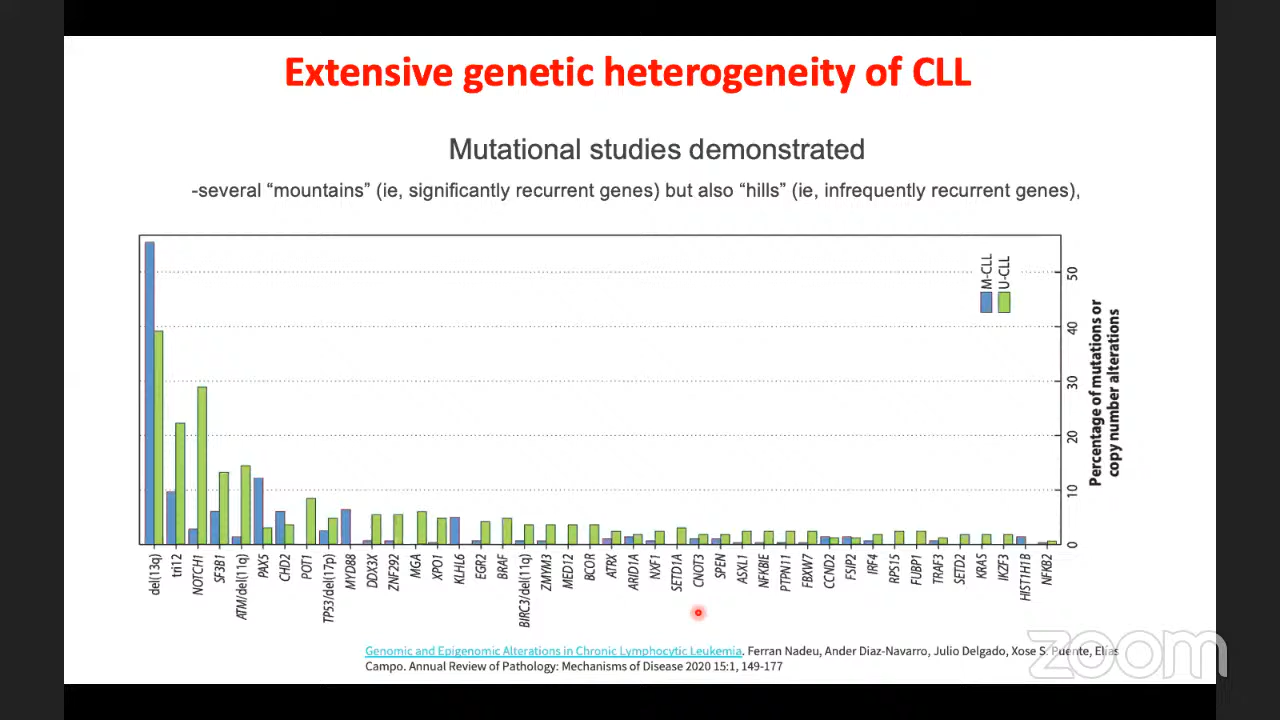 Extensive genetic heterogeneity of CLL
Mutational studies demonstrated
-several “mountains” (ie, significantly recurrent genes) but also “hills” (ie, infrequently recurrent genes),
M-CLL
U-CLL
50
40
30
20
10
0
Percentage of mutations or
copy number alterations
del(13q)
tri12
NOTCH1
SF3B1
ATM/del(11q)
PAX5
CHD2
POT1
TP53/del(17p)
MYD88
DDX3X
ZNF292
MGA
XPO1
KLHL6
EGR2
BRAF
BIRC3/del(11q)
ZMYM3
MED12
BCOR
ATRX
ARID1A
NXF1
SETD1A
CNOT3
SPEN
ASXL1
NFKBIE
PTPN11
FBXW7
CCND2
FSIP2
IRF4
RPS15
FUBP1
TRAF3
SETD2
KRAS
IKZF3
HIST1H1B
NFKB2
Genomic and Epigenomic Alterations in Chronic Lymphocytic Leukemia. Ferran Nadeu, Ander Diaz-Navarro, Julio Delgado, Xose S. Puente, Elías
Campo. Annual Review of Pathology: Mechanisms of Disease 2020 15:1, 149-177
zoom